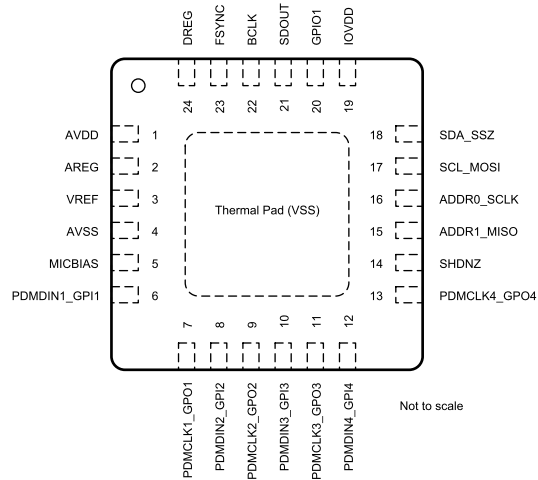 DREG
FSYNC
BCLK
SDOUT
GPIO1
IOVDD
24
23
22
21
20
19
AVDD 1
AREG 2
VREF 3
AVSS 4
MICBIAS 5
PDMDIN1_GPI1 6
Thermal Pad (VSS)
18 SDA_SSZ
17 SCL_MOSI
16 ADDR0_SCLK
15 ADDR1_MISO
14 SHDNZ
13 PDMCLK4_GPO4
7
8
9
10
11
12
PDMCLK1_GPO1
PDMDIN2_GPI2
PDMCLK2_GPO2
PDMDIN3_GPI3
PDMCLK3_GPO3
PDMDIN4_GPI4
Not to scale